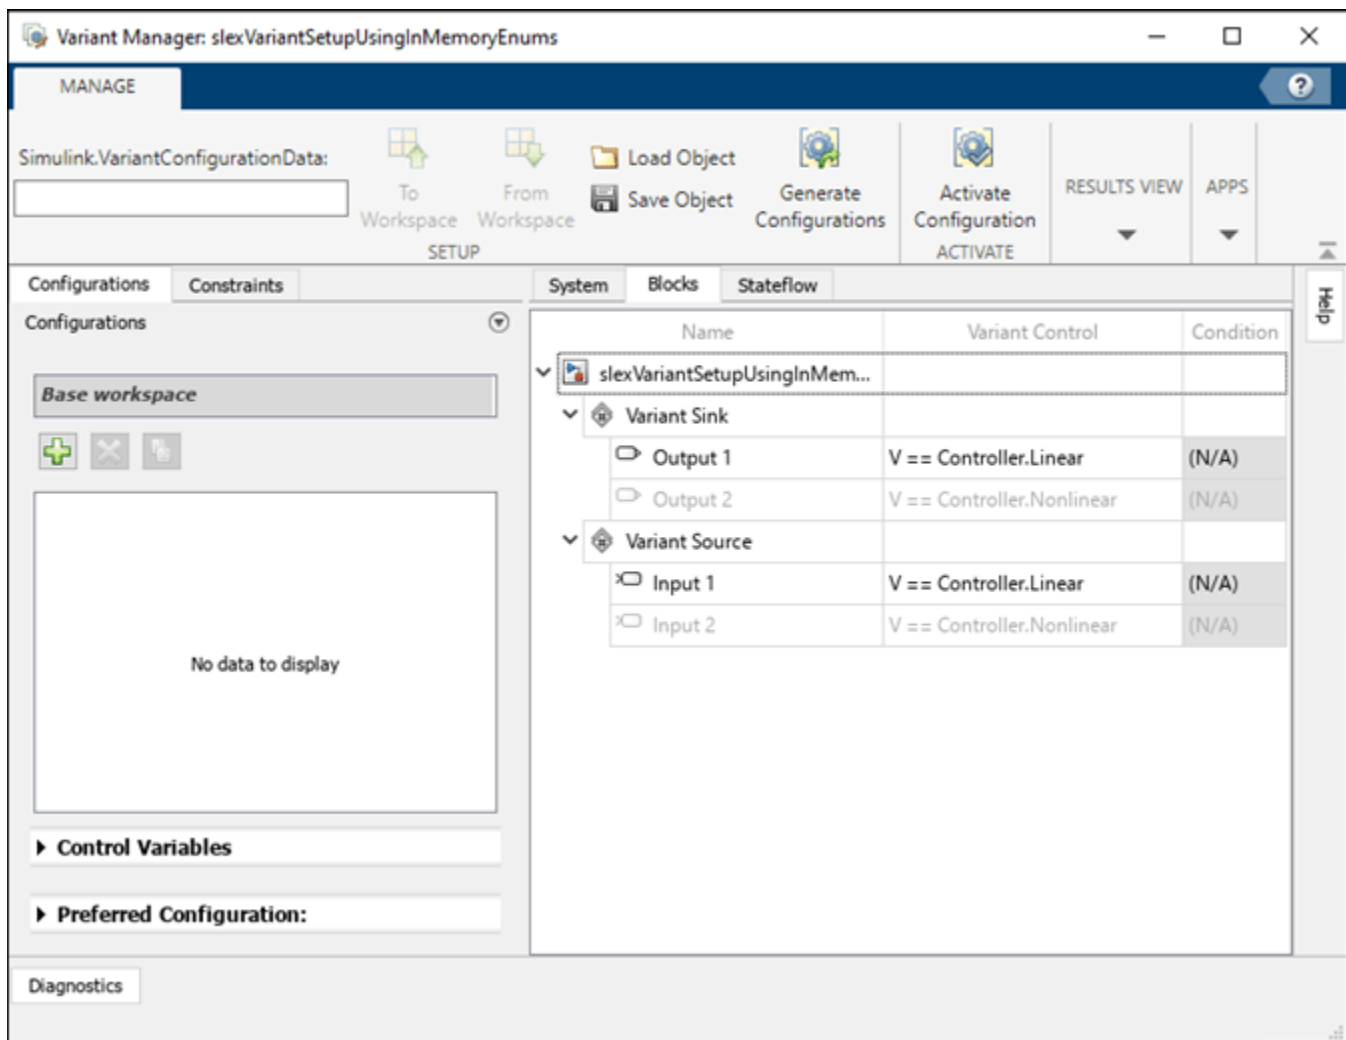 Variant Manager: slexVariantSetupUsingInMemoryEnums
MANAGE
?
Simulink.VariantConfigurationData:
To Workspace
From Workspace
Load Object
Save Object
Generate Configurations
Activate Configuration
RESULTS VIEW
APPS
SETUP
ACTIVATE
Configurations
Constraints
Configurations
Base workspace
No data to display
Control Variables
Preferred Configuration:
System
Blocks
Stateflow
Name Variant Control Condition
slexVariantSetupUsingInMem...
Variant Sink
Output 1 V == Controller.Linear (N/A)
Output 2 V == Controller.Nonlinear (N/A)
Variant Source
Input 1 V == Controller.Linear (N/A)
Input 2 V == Controller.Nonlinear (N/A)
Help
Diagnostics